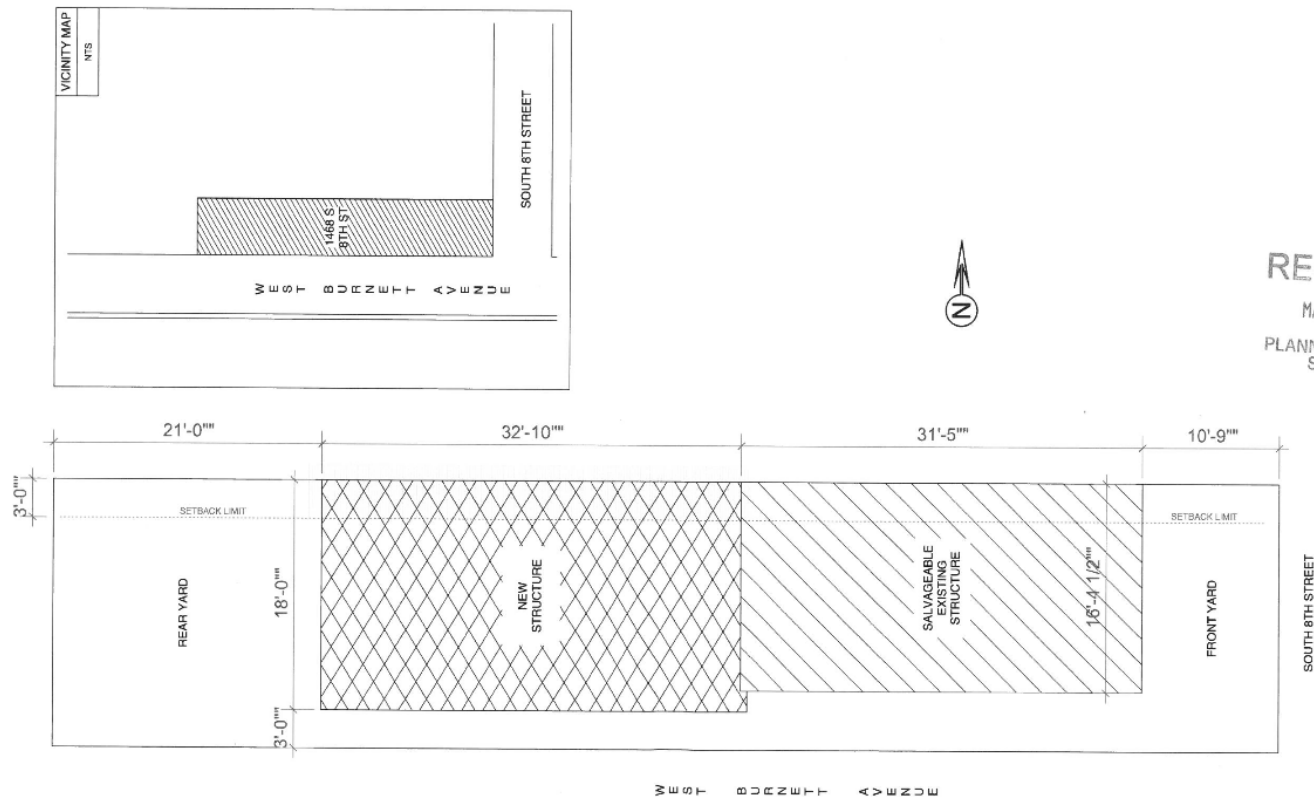 VICINITY MAP
NTS
1468 S
8TH ST
SOUTH 8TH STREET
WEST BURNETT AVENUE
N
RE
PLANN
S
21'-0""
32'-10""
31'-5""
10'-9""
3'-0""
SETBACK LIMIT
SETBACK LIMIT
REAR YARD
18'-0""
NEW
STRUCTURE
SALVAGEABLE
EXISTING
STRUCTURE
16'-4 1/2""
FRONT YARD
SOUTH 8TH STREET
3'-0""
WEST BURNETT AVENUE